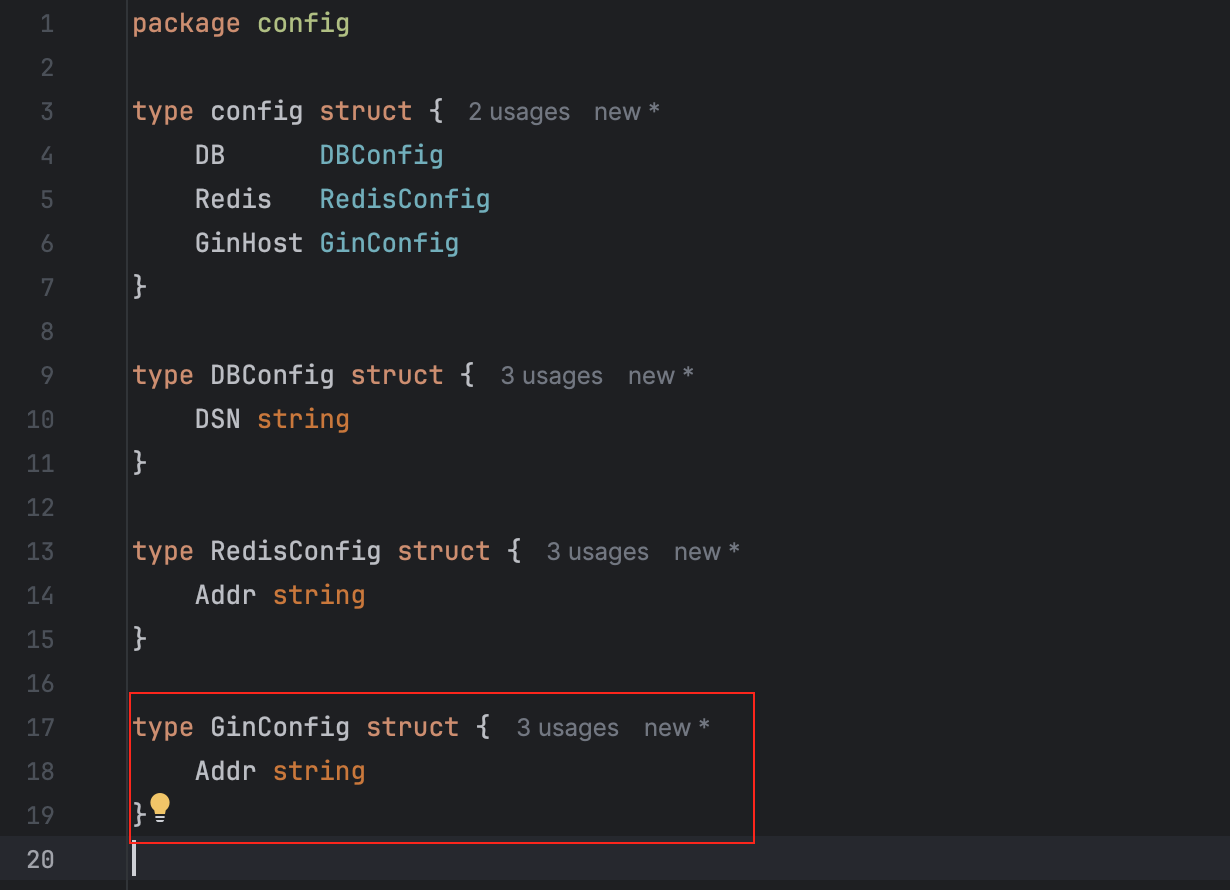 1 package config
2
3 type config struct { 2 usages new *
4 DB DBConfig
5 Redis RedisConfig
6 GinHost GinConfig
7 }
8
9 type DBConfig struct { 3 usages new *
10 DSN string
11 }
12
13 type RedisConfig struct { 3 usages new *
14 Addr string
15 }
16
17 type GinConfig struct { 3 usages new *
18 Addr string
19 }
20